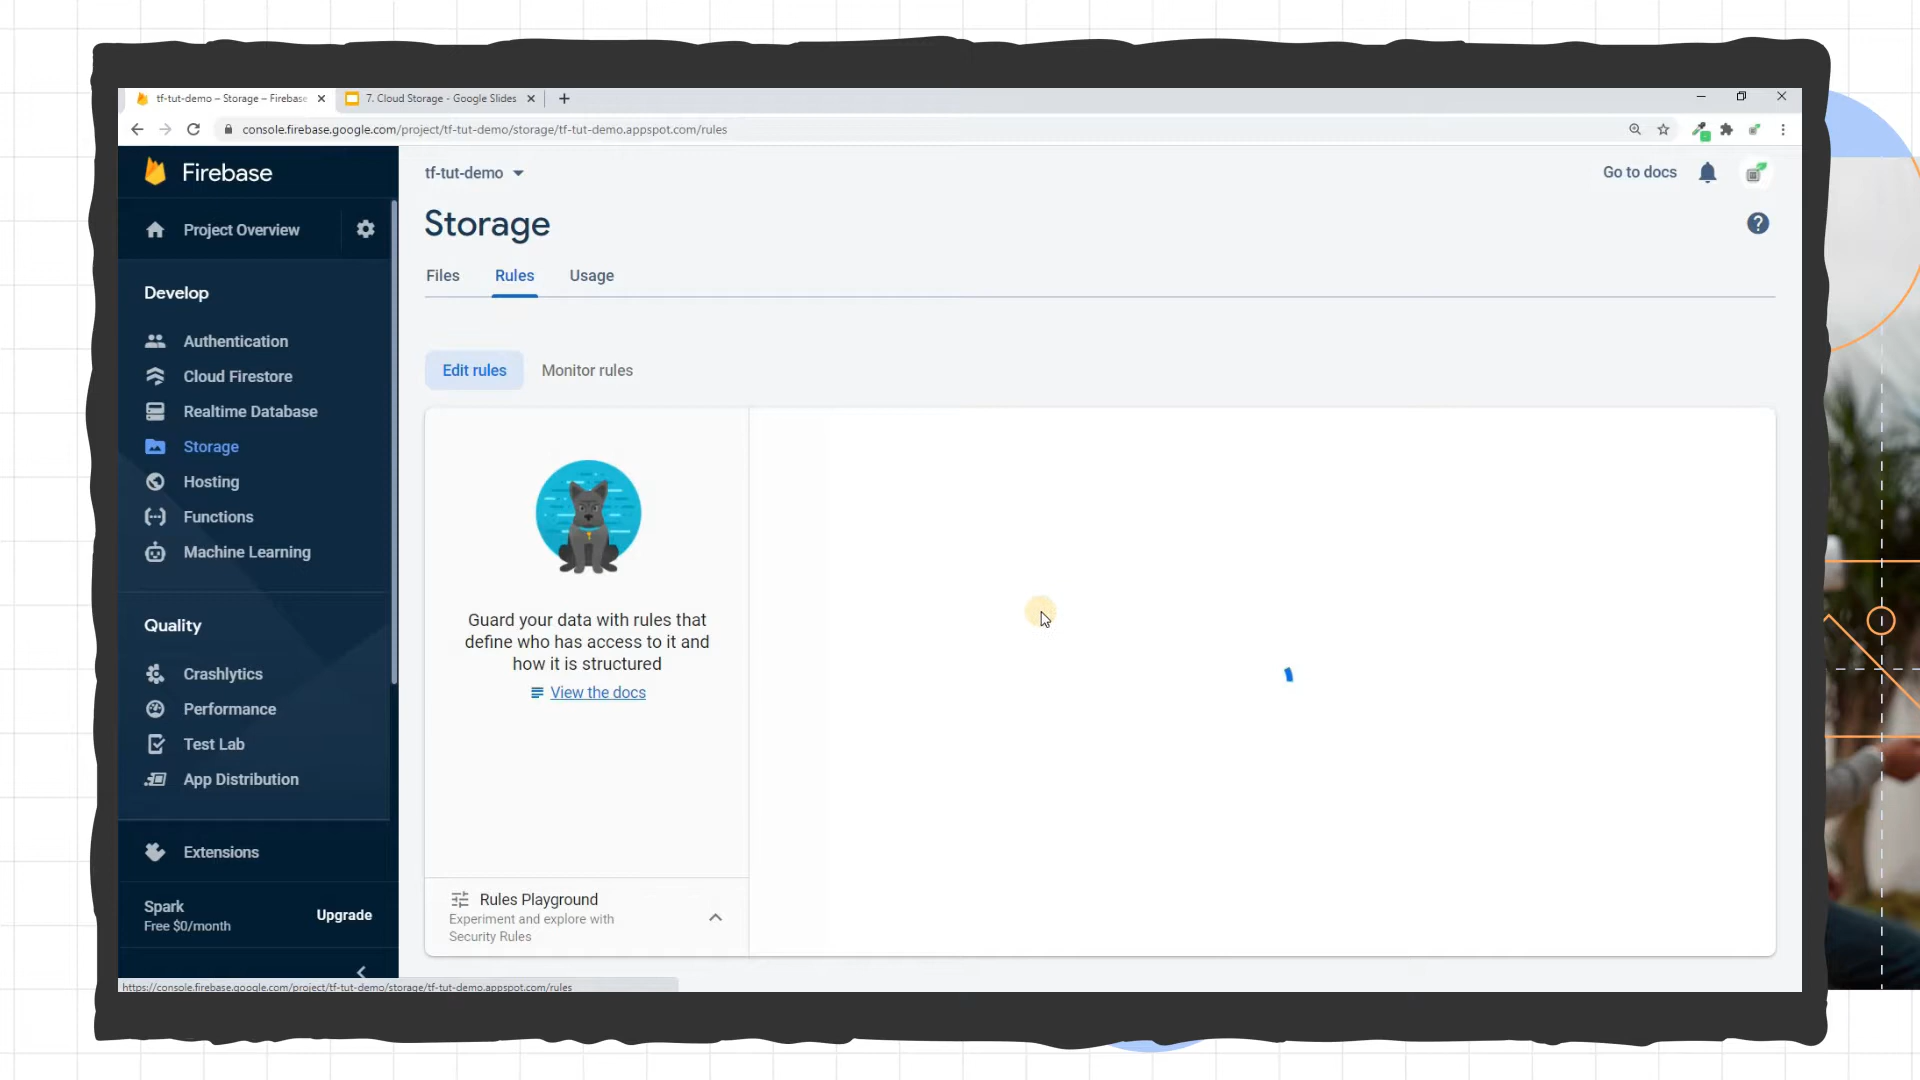 tf-tut-demo – Storage – Firebase
7. Cloud Storage - Google Slides
console.firebase.google.com/project/tf-tut-demo/storage/tf-tut-demo.appspot.com/rules
Firebase
Project Overview
Develop
Authentication
Cloud Firestore
Realtime Database
Storage
Hosting
Functions
Machine Learning
Quality
Crashlytics
Performance
Test Lab
App Distribution
Extensions
Spark
Free $0/month
Upgrade
tf-tut-demo
Go to docs
Storage
Files
Rules
Usage
Edit rules
Monitor rules
Guard your data with rules that
define who has access to it and
how it is structured
View the docs
Rules Playground
Experiment and explore with
Security Rules
https://console.firebase.google.com/project/tf-tut-demo/storage/tf-tut-demo.appspot.com/rules